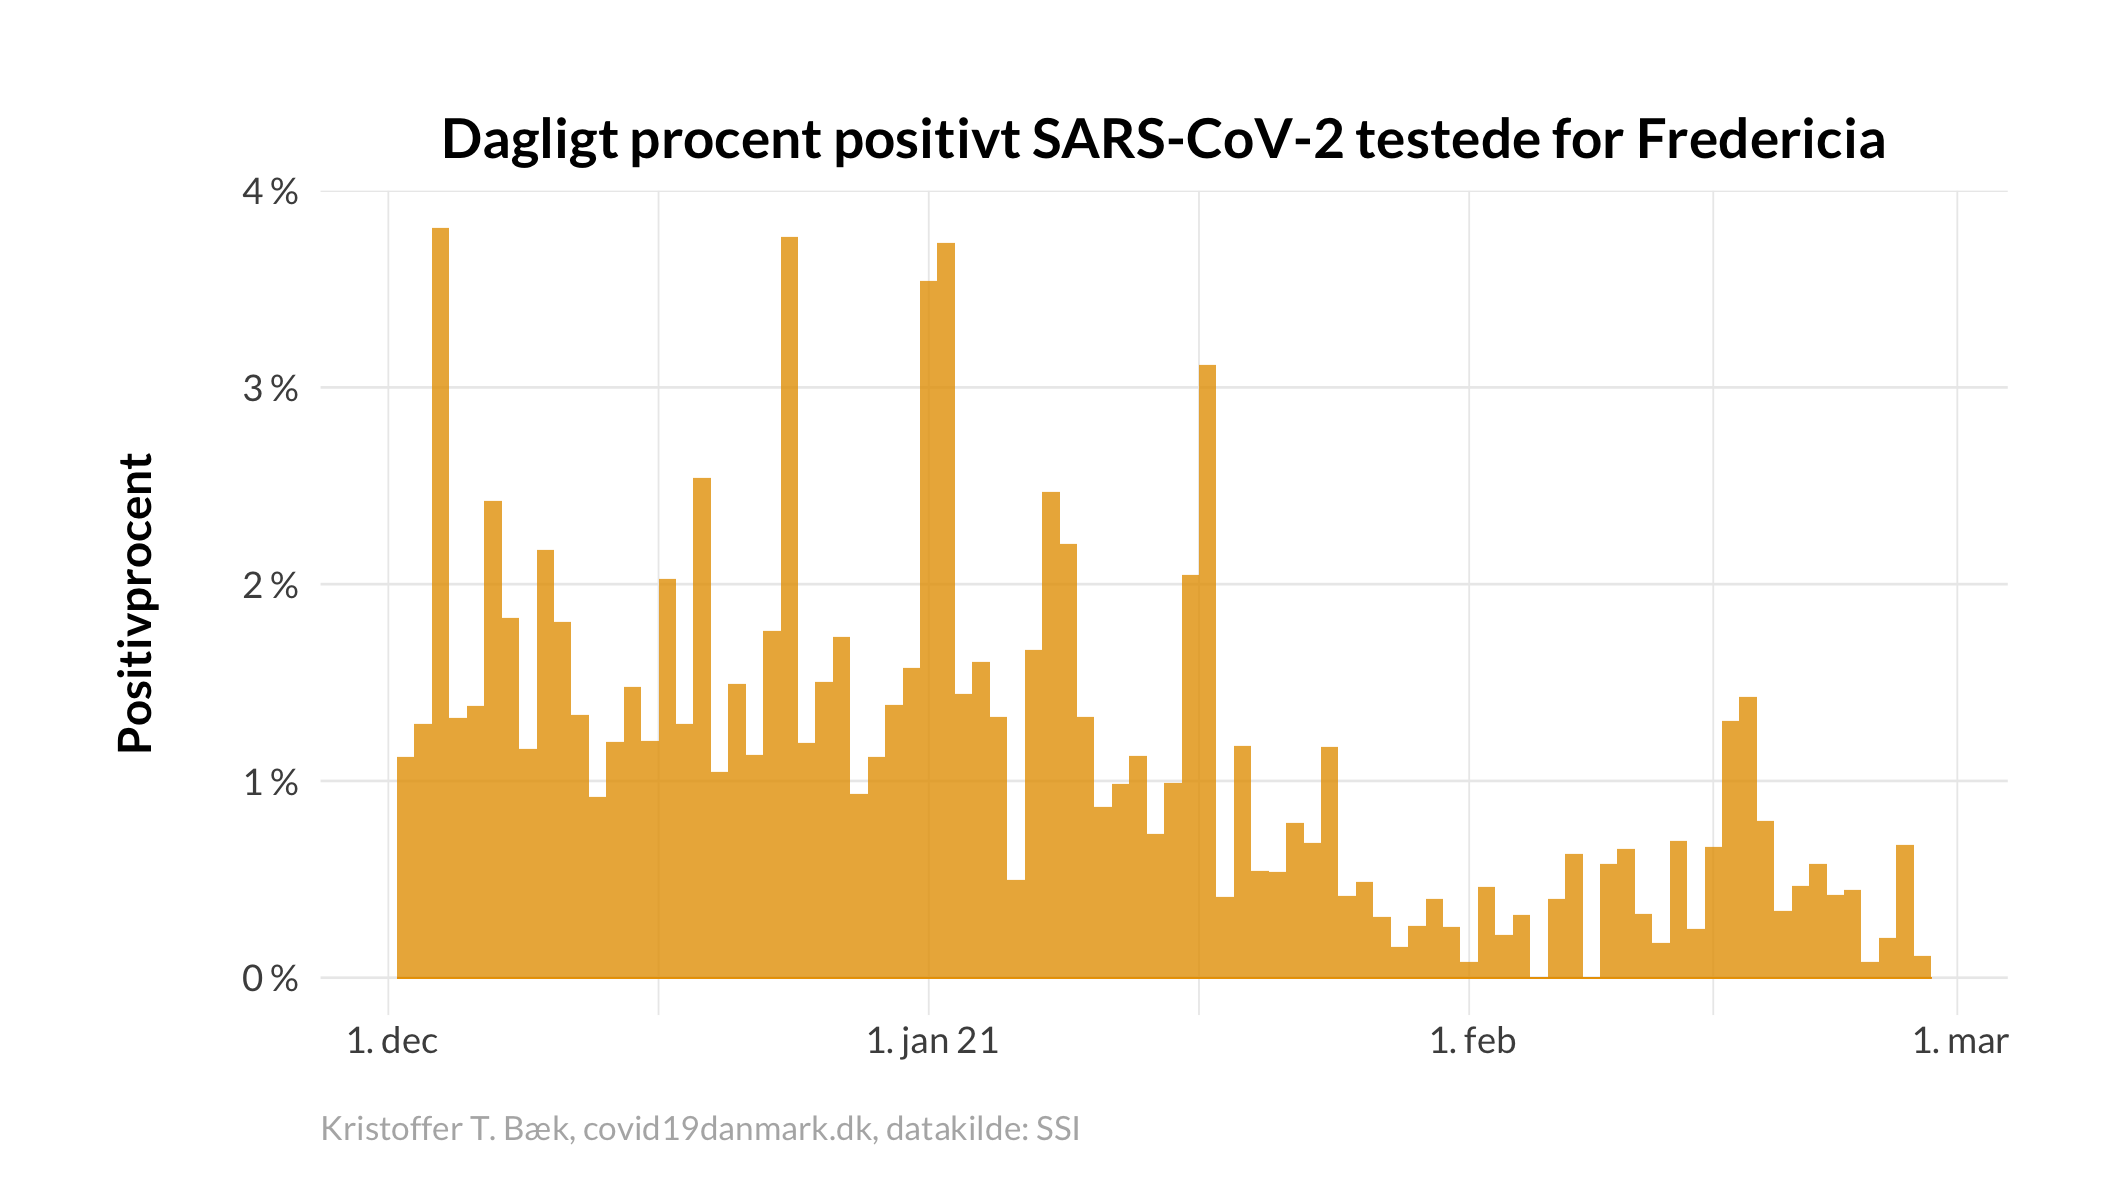 Dagligt procent positivt SARS-CoV-2 testede for Fredericia
Positivprocent
4 %
3 %
2 %
1 %
0 %
1. dec
1. jan 21
1. feb
1. mar
Kristoffer T. Bæk, covid19danmark.dk, datakilde: SSI